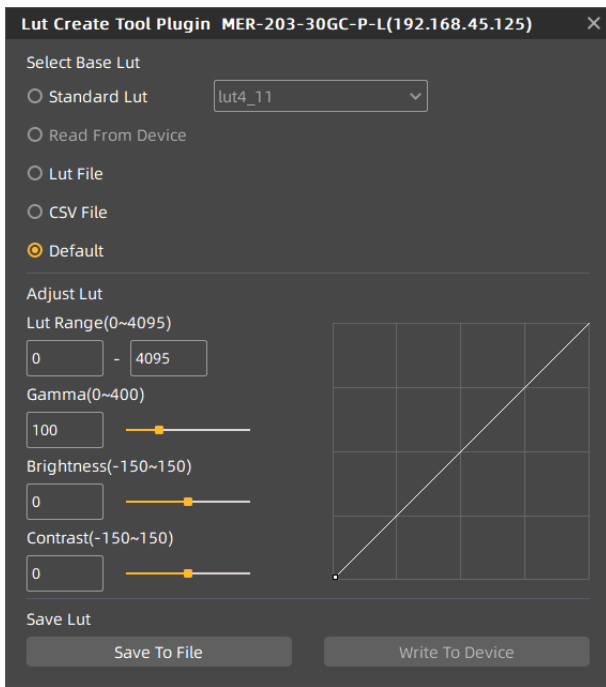 Lut Create Tool Plugin MER-203-30GC-P-L(192.168.45.125)
Select Base Lut
Standard Lut lut4_11
Read From Device
Lut File
CSV File
Default
Adjust Lut
Lut Range(0~4095)
0 - 4095
Gamma(0~400)
100
Brightness(-150~150)
0
Contrast(-150~150)
0
Save Lut
Save To File Write To Device